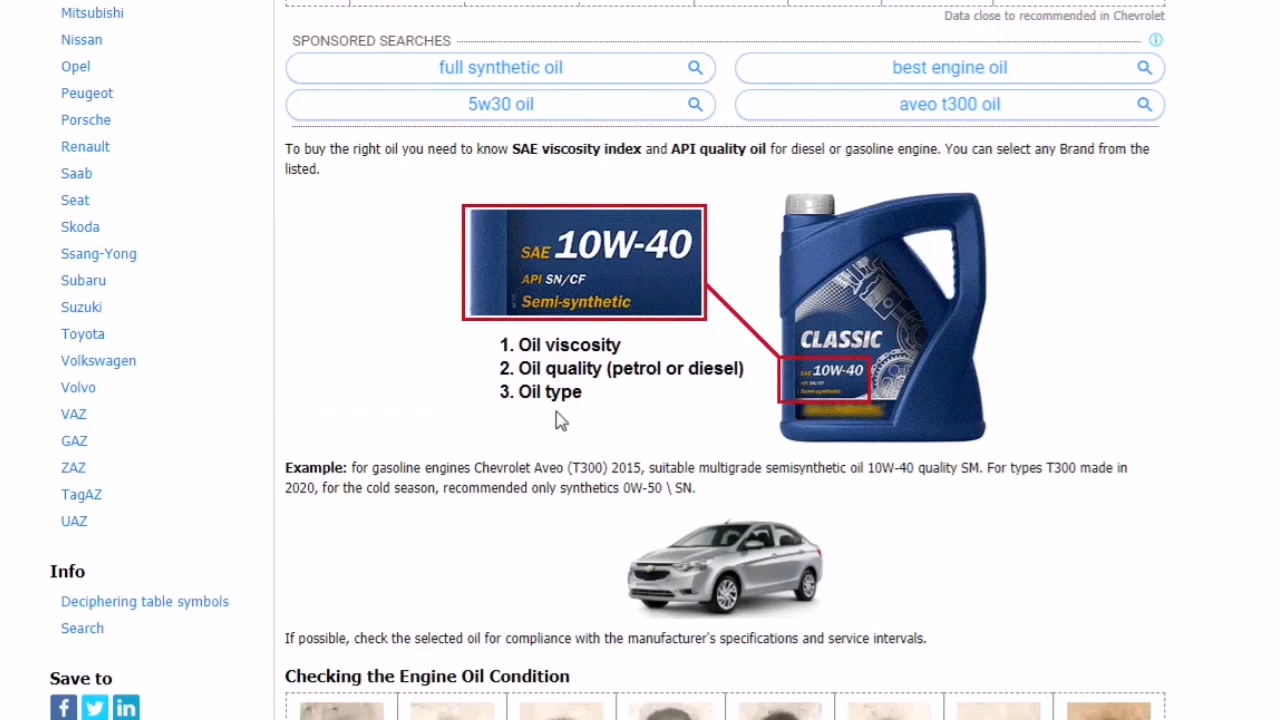 Mitsubishi
Nissan
Opel
Peugeot
Porsche
Renault
Saab
Seat
Skoda
Ssang-Yong
Subaru
Suzuki
Toyota
Volkswagen
Volvo
VAZ
GAZ
ZAZ
TagAZ
UAZ
Info
Deciphering table symbols
Search
Save to
Data close to recommended in Chevrolet
SPONSORED SEARCHES
full synthetic oil
best engine oil
5w30 oil
aveo t300 oil
To buy the right oil you need to know SAE viscosity index and API quality oil for diesel or gasoline engine. You can select any Brand from the
listed.
SAE 10W-40
API SN/CF
Semi-synthetic
1. Oil viscosity
2. Oil quality (petrol or diesel)
3. Oil type
CLASSIC
SAE 10W-40
API SN/CF
Semi-synthetic
Example: for gasoline engines Chevrolet Aveo (T300) 2015, suitable multigrade semisynthetic oil 10W-40 quality SM. For types T300 made in
2020, for the cold season, recommended only synthetics 0W-50 \ SN.
If possible, check the selected oil for compliance with the manufacturer's specifications and service intervals.
Checking the Engine Oil Condition